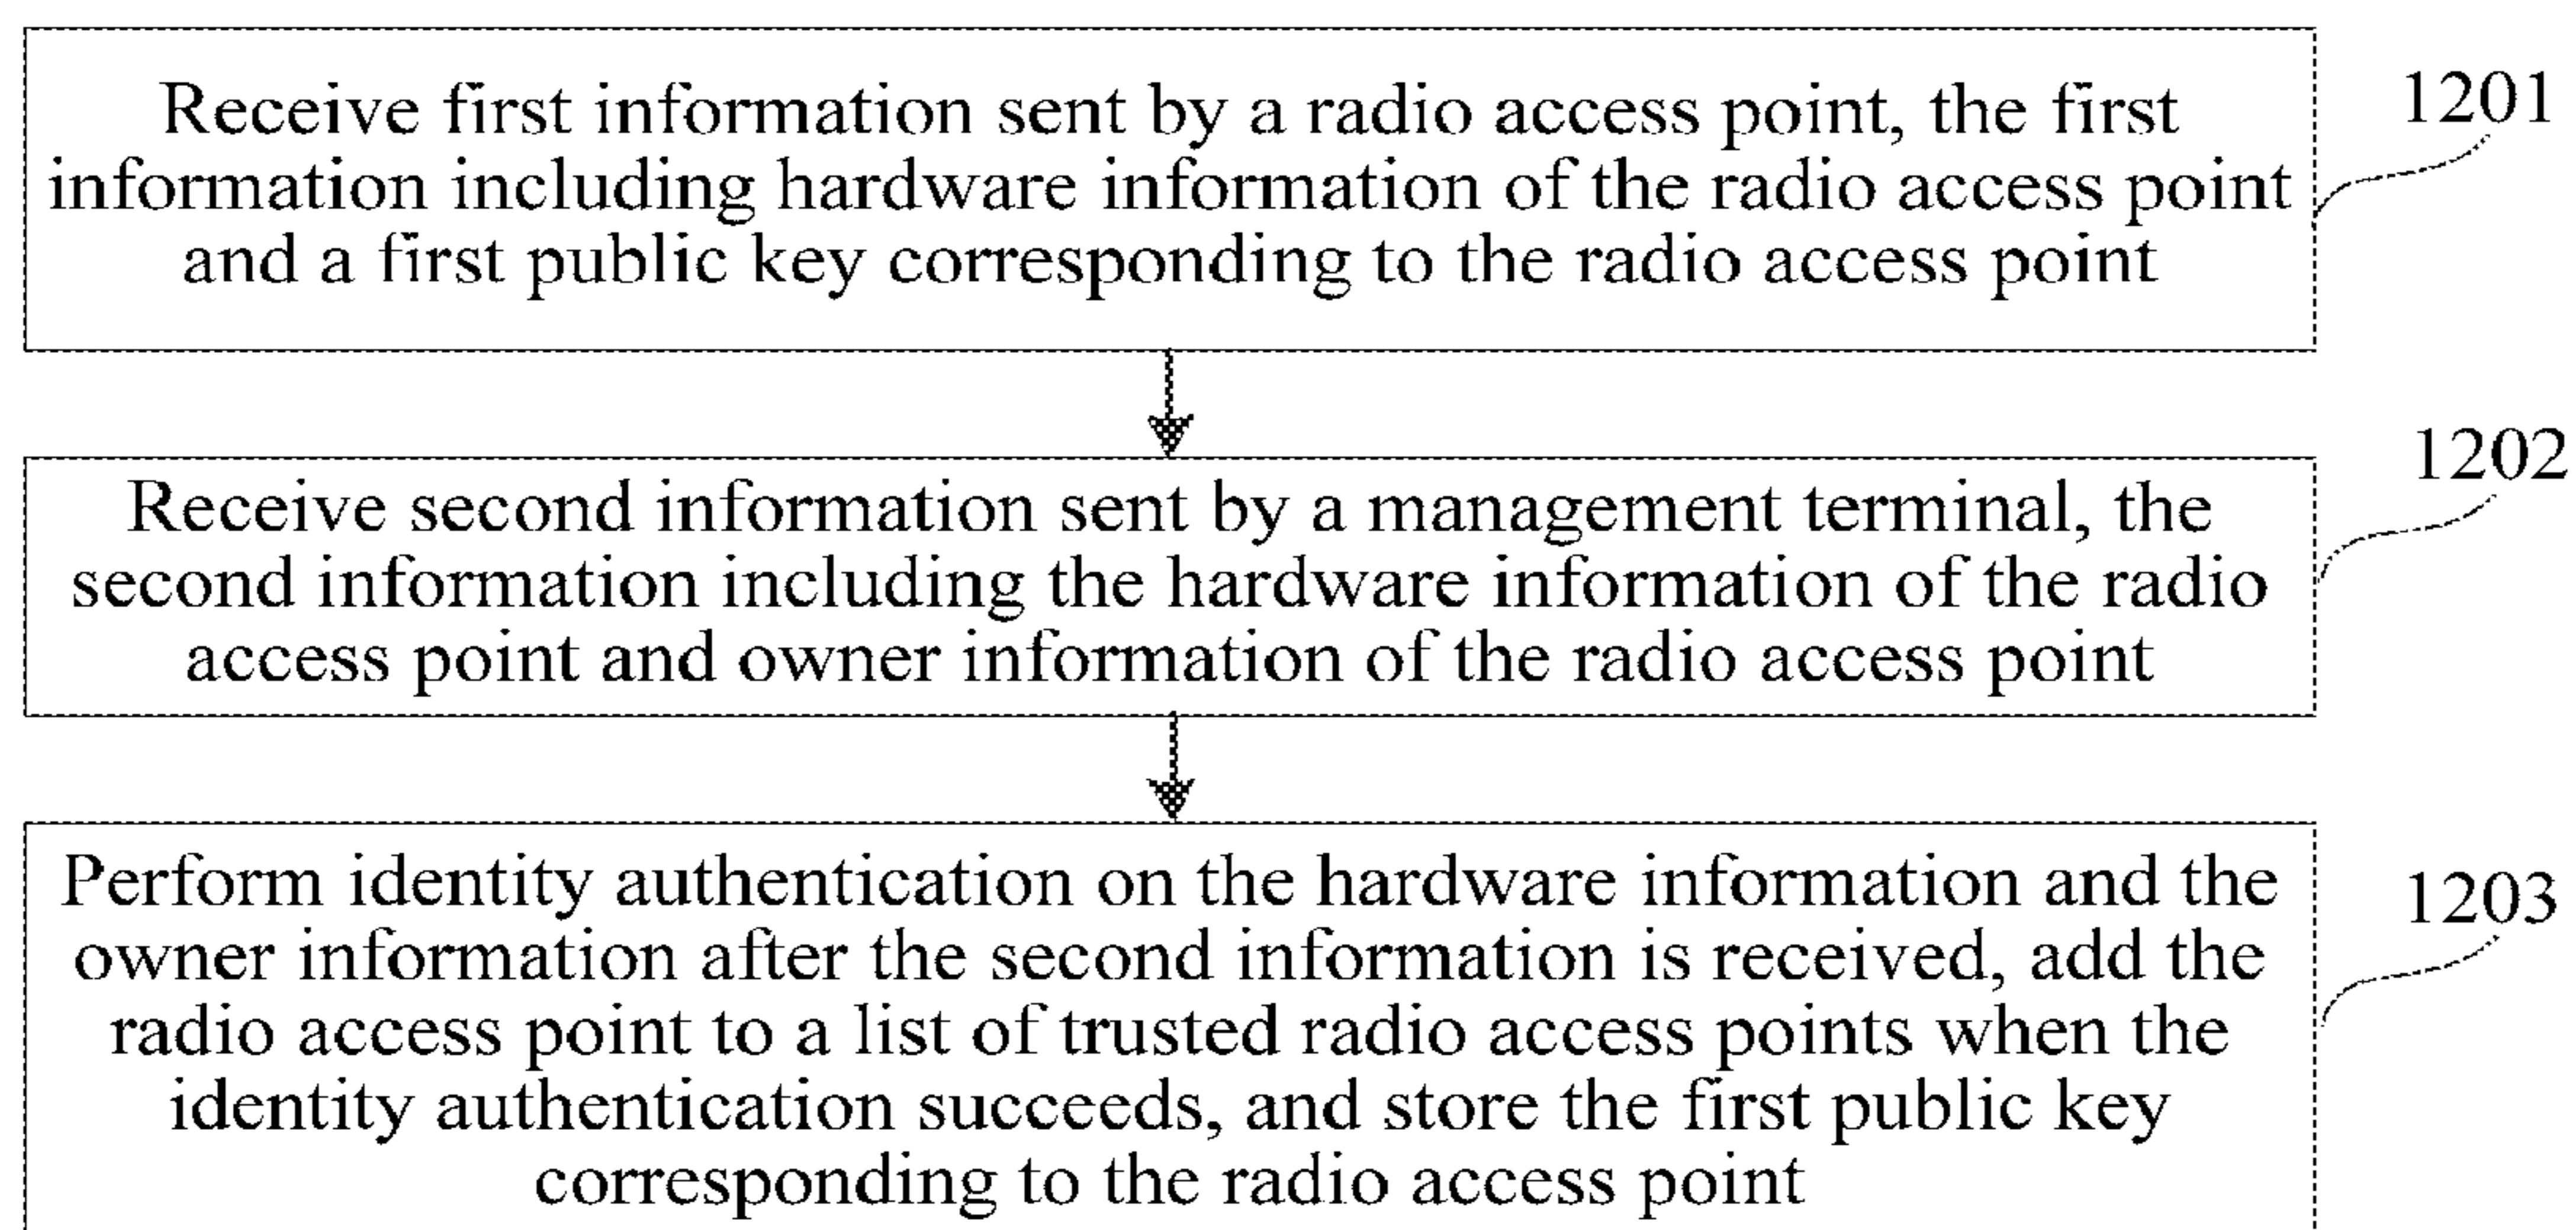 Receive first information sent by a radio access point, the first
information including hardware information of the radio access point
and a first public key corresponding to the radio access point
1201
Receive second information sent by a management terminal, the
second information including the hardware information of the radio
access point and owner information of the radio access point
1202
Perform identity authentication on the hardware information and the
owner information after the second information is received, add the
radio access point to a list of trusted radio access points when the
identity authentication succeeds, and store the first public key
corresponding to the radio access point
1203